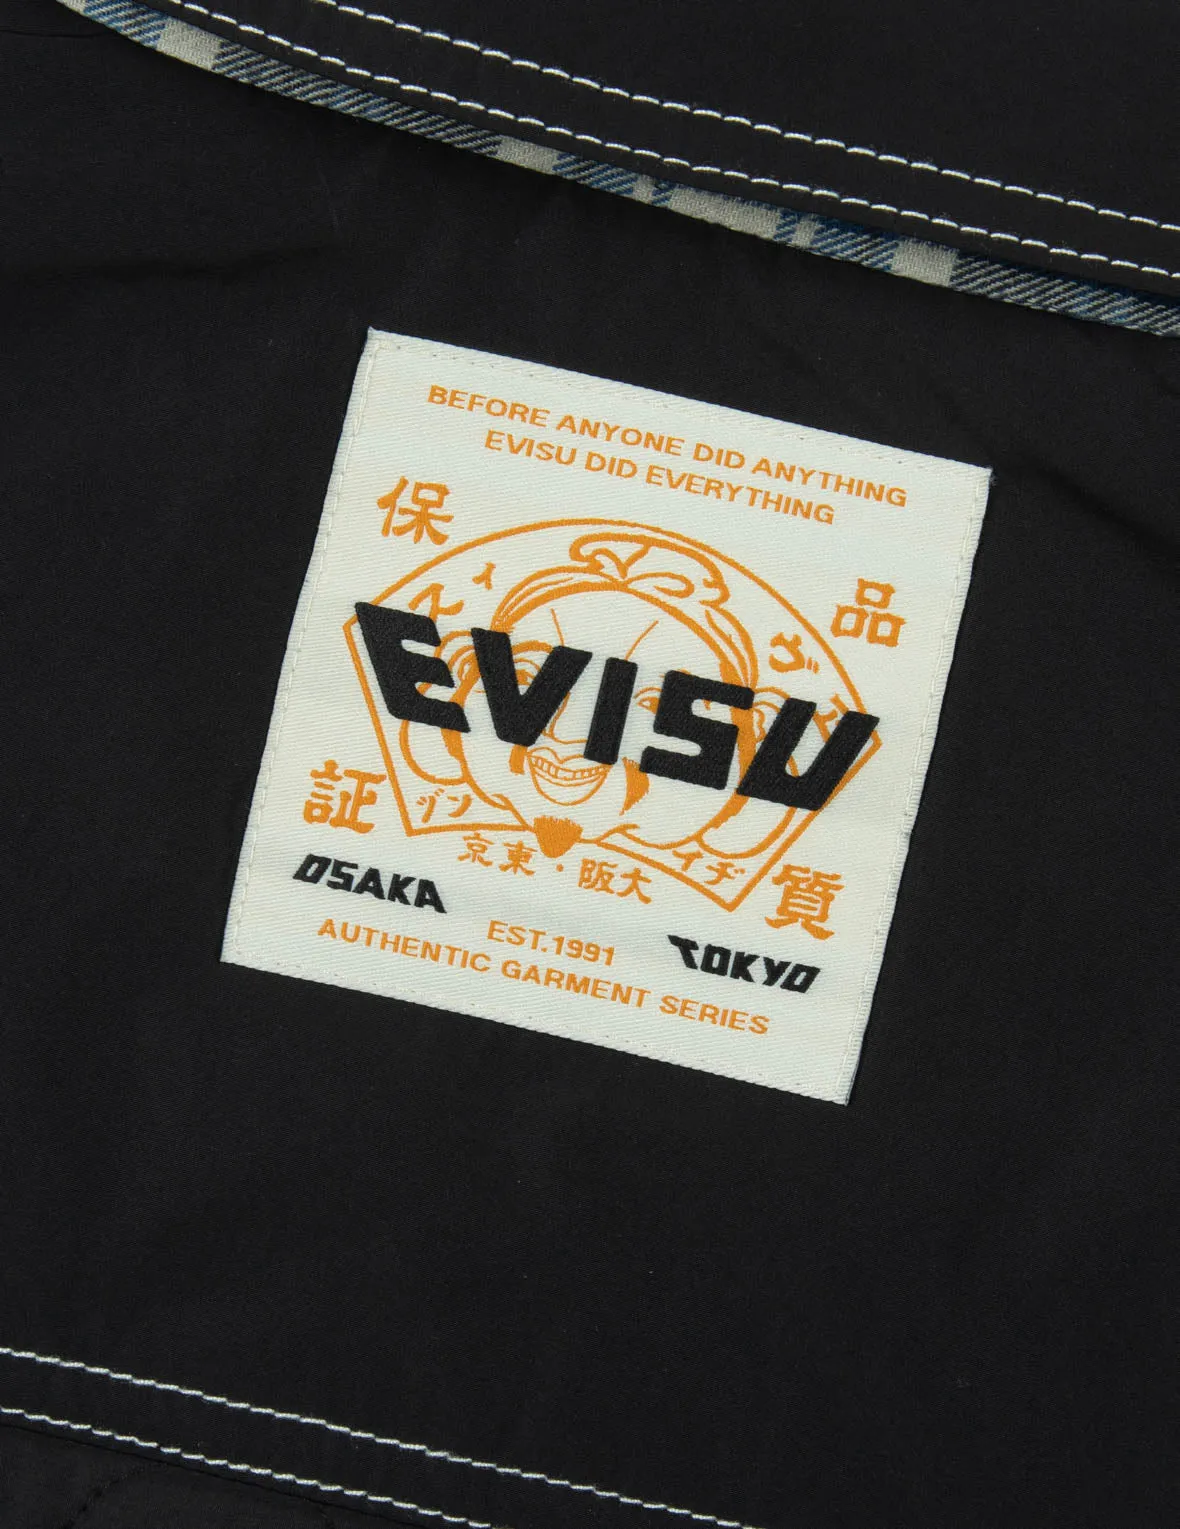 BEFORE ANYONE DID ANYTHING
EVISU DID EVERYTHING
保
品
EVISU
証
質
京東・阪大
OSAKA
TOKYO
EST.1991
AUTHENTIC GARMENT SERIES